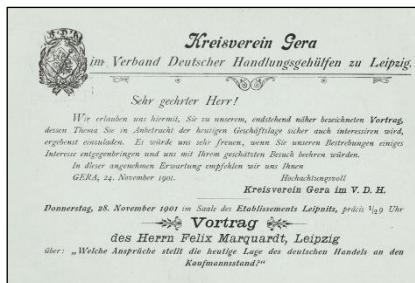 Kreisverein Gera
im Verband Deutscher Handlungsgehülfen zu Leipzig.
Sehr geehrter Herr!
Wir erlauben uns hiermit, Sie zu unserem, endstehend näher bezeichneten Vortrag,
dessen Thema Sie in Anbetracht der heutigen Geschäftslage sicher auch interessiren wird,
ergebenst einzuladen. Es würde uns sehr freuen, wenn Sie unseren Bestrebungen einiges
Interesse entgegenbringen und uns mit Ihrem geschätzten Besuch beehren würden.
In dieser angenehmen Erwartung empfehlen wir uns Ihnen
GERA, 24. November 1901. Hochachtungsvoll
Kreisverein Gera im V. D. H.
Donnerstag, 28. November 1901 im Saale des Etablissements Leipnitz, präcis ½9 Uhr
Vortrag
des Herrn Felix Marquardt, Leipzig
über: „Welche Ansprüche stellt die heutige Lage des deutschen Handels an den
Kaufmannsstand?"